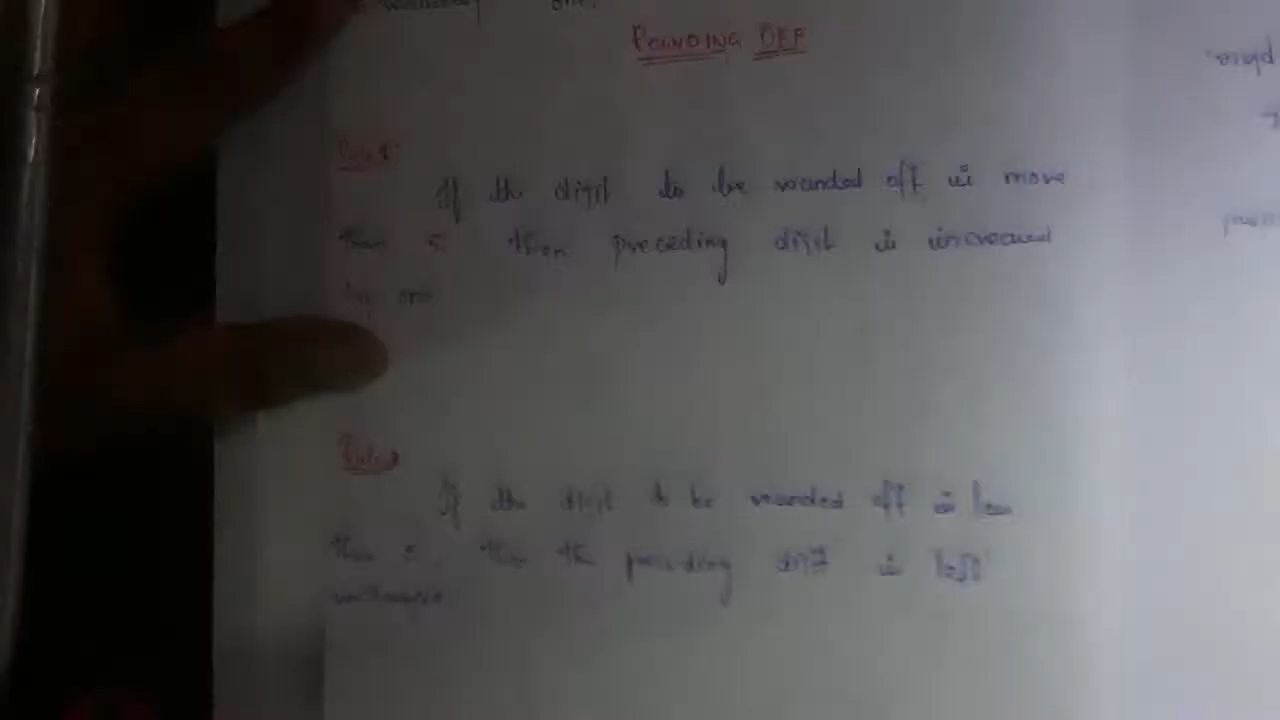 one.
ROUNDING OFF
Rule 1:
If the digit to be rounded off is more
than 5, then preceding digit is increased
by one
Rule 2
If the digit to be rounded off is less
than 5, then the preceding digit is left